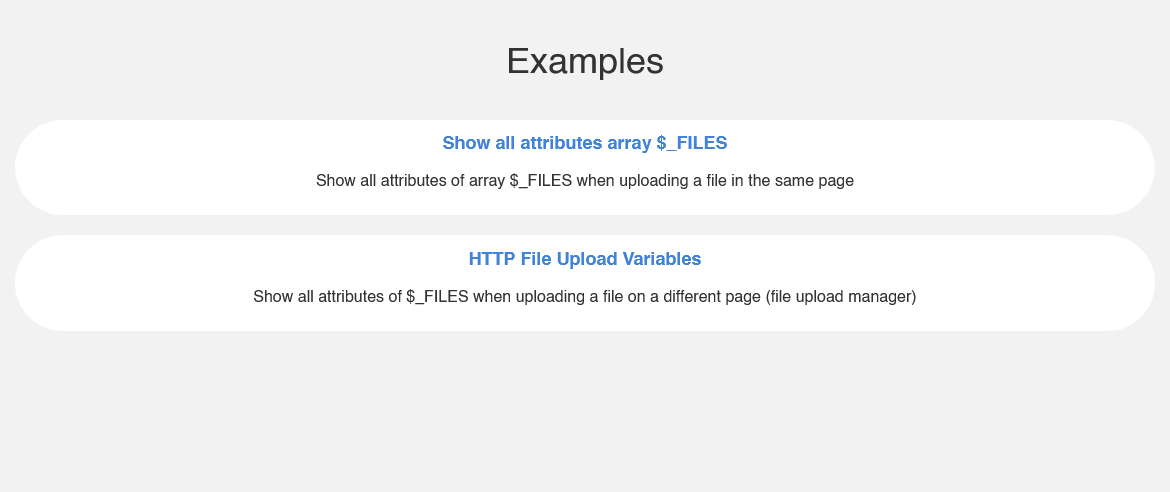 Examples
Show all attributes array $_FILES
Show all attributes of array $_FILES when uploading a file in the same page
HTTP File Upload Variables
Show all attributes of $_FILES when uploading a file on a different page (file upload manager)